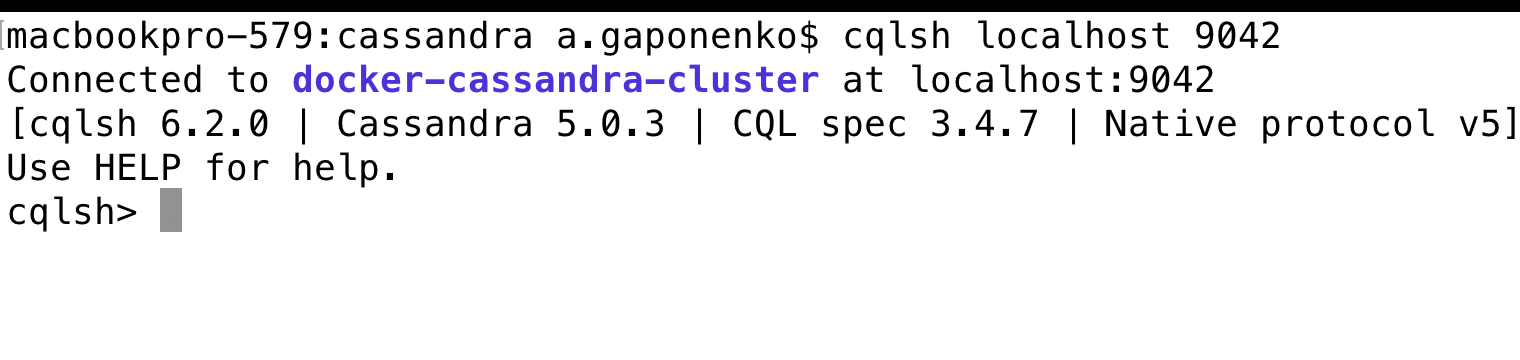 macbookpro-579:cassandra a.gaponenko$ cqlsh localhost 9042
Connected to docker-cassandra-cluster at localhost:9042
[cqlsh 6.2.0 | Cassandra 5.0.3 | CQL spec 3.4.7 | Native protocol v5]
Use HELP for help.
cqlsh>